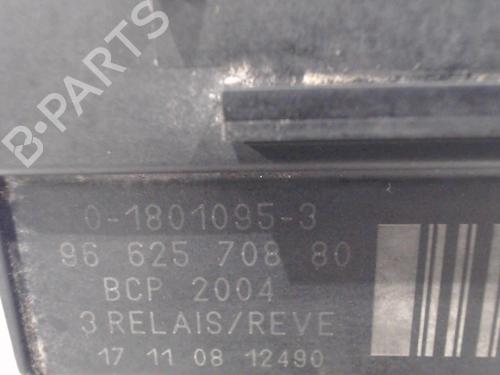 B-PARTS
0-1801095-3
96 625 708 80
BCP 2004
3 RELAIS/REVE
17 11 08 12490